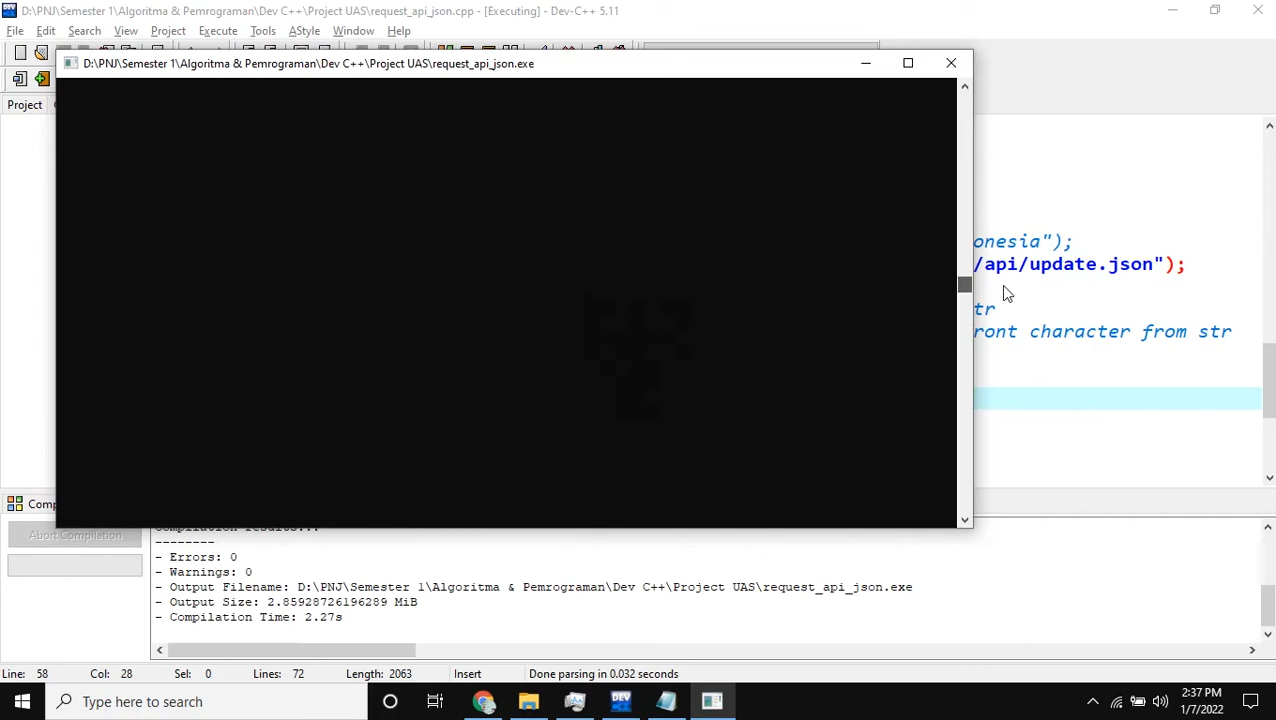 D:\PNJ\Semester 1\Algoritma & Pemrograman\Dev C++\Project UAS\request_api_json.cpp - [Executing] - Dev-C++ 5.11
File Edit Search View Project Execute Tools AStyle Window Help
D:\PNJ\Semester 1\Algoritma & Pemrograman\Dev C++\Project UAS\request_api_json.exe
Project
onesia");
/api/update.json");
tr
ront character from str
Comp
Compilation results...
--------
Abort Compilation
- Errors: 0
- Warnings: 0
- Output Filename: D:\PNJ\Semester 1\Algoritma & Pemrograman\Dev C++\Project UAS\request_api_json.exe
- Output Size: 2.85928726196289 MiB
- Compilation Time: 2.27s
Line: 58 Col: 28 Sel: 0 Lines: 72 Length: 2063 Insert Done parsing in 0.032 seconds
Type here to search
DEV
2:37 PM
1/7/2022